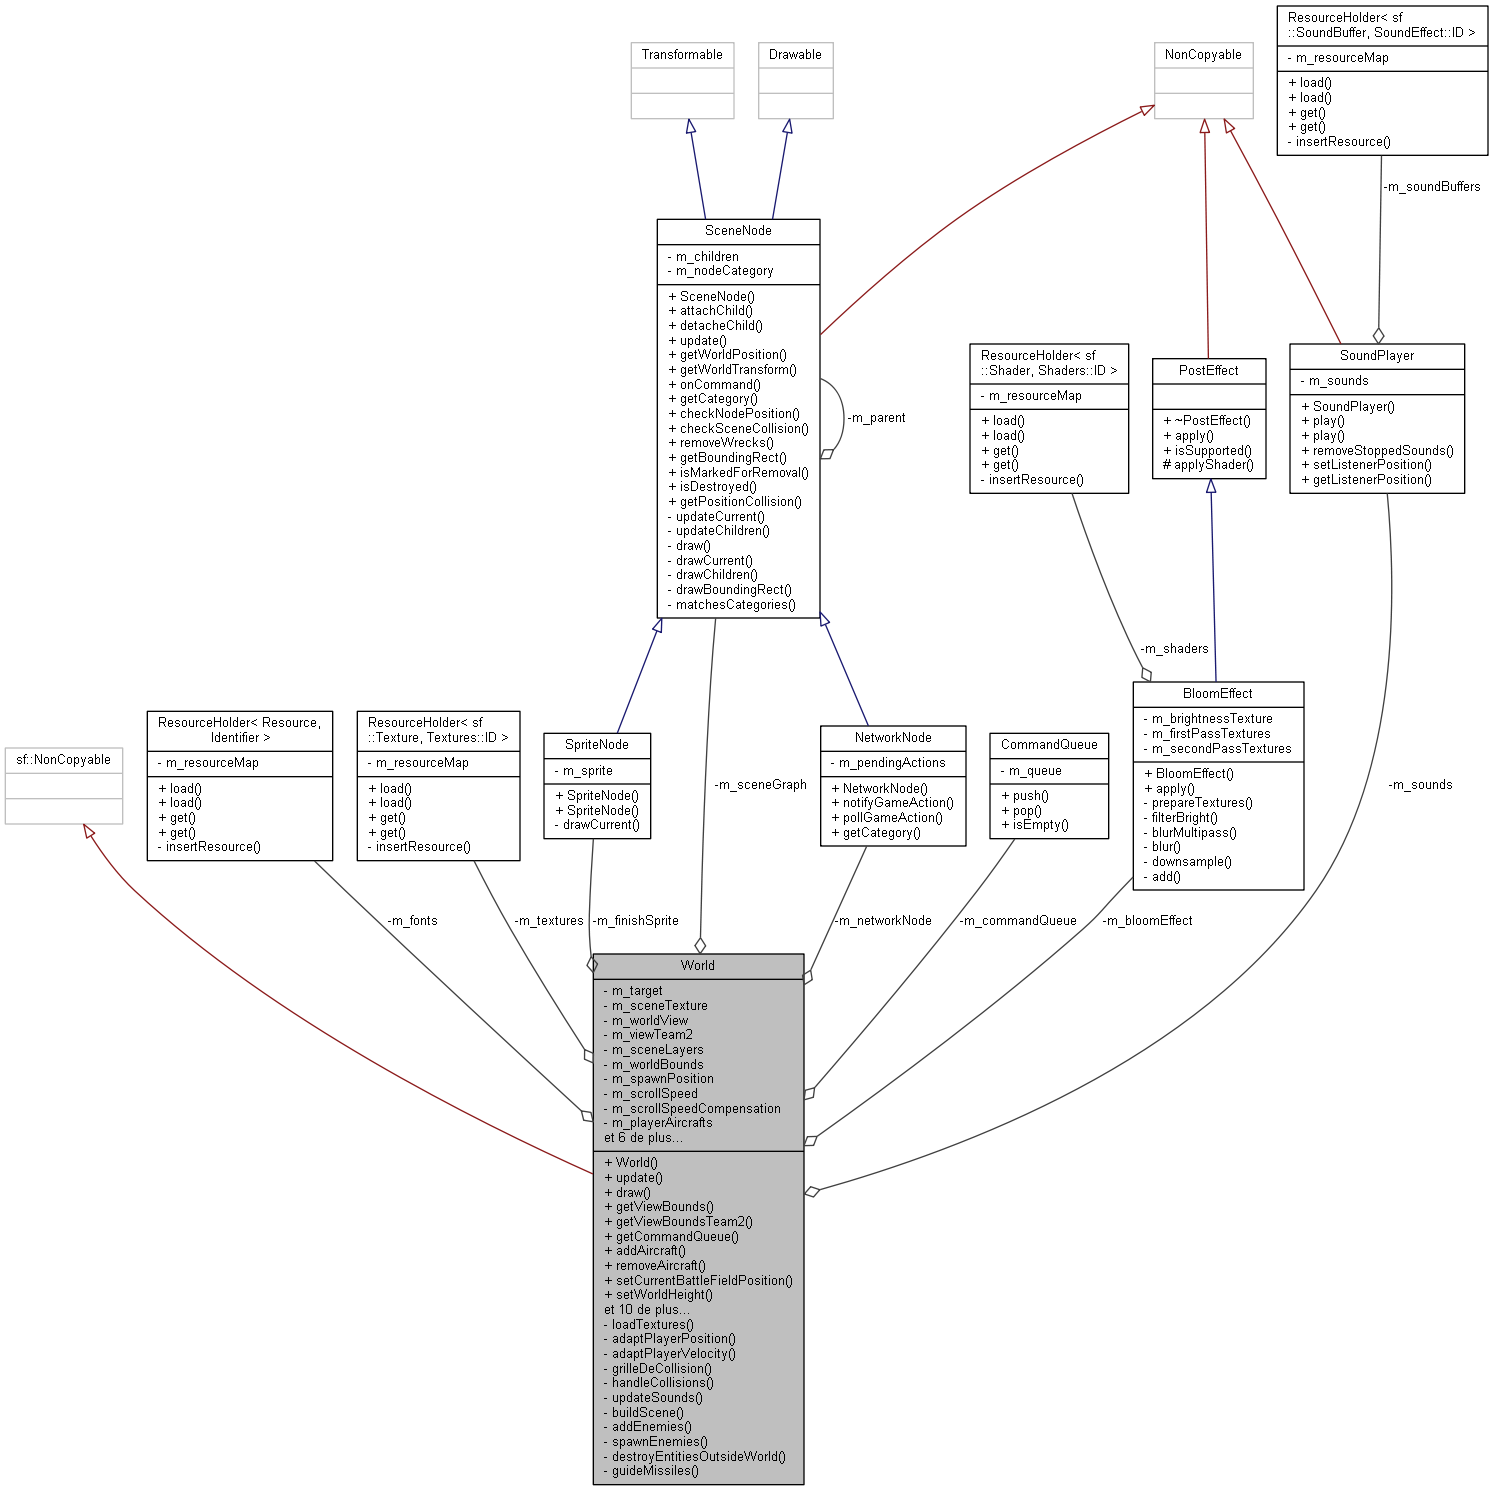 Transformable
Drawable
NonCopyable
ResourceHolder< sf
::SoundBuffer, SoundEffect::ID >
- m_resourceMap
+ load()
+ load()
+ get()
+ get()
- insertResource()
-m_soundBuffers
SceneNode
- m_children
- m_nodeCategory
+ SceneNode()
+ attachChild()
+ detacheChild()
+ update()
+ getWorldPosition()
+ getWorldTransform()
+ onCommand()
+ getCategory()
+ checkNodePosition()
+ checkSceneCollision()
+ removeWrecks()
+ getBoundingRect()
+ isMarkedForRemoval()
+ isDestroyed()
+ getPositionCollision()
- updateCurrent()
- updateChildren()
- draw()
- drawCurrent()
- drawChildren()
- drawBoundingRect()
- matchesCategories()
-m_parent
ResourceHolder< sf
::Shader, Shaders::ID >
- m_resourceMap
+ load()
+ load()
+ get()
+ get()
- insertResource()
PostEffect
+ ~PostEffect()
+ apply()
+ isSupported()
# applyShader()
SoundPlayer
- m_sounds
+ SoundPlayer()
+ play()
+ play()
+ removeStoppedSounds()
+ setListenerPosition()
+ getListenerPosition()
-m_shaders
sf::NonCopyable
ResourceHolder< Resource,
Identifier >
- m_resourceMap
+ load()
+ load()
+ get()
+ get()
- insertResource()
ResourceHolder< sf
::Texture, Textures::ID >
- m_resourceMap
+ load()
+ load()
+ get()
+ get()
- insertResource()
SpriteNode
- m_sprite
+ SpriteNode()
+ SpriteNode()
- drawCurrent()
-m_sceneGraph
NetworkNode
- m_pendingActions
+ NetworkNode()
+ notifyGameAction()
+ pollGameAction()
+ getCategory()
CommandQueue
- m_queue
+ push()
+ pop()
+ isEmpty()
BloomEffect
- m_brightnessTexture
- m_firstPassTextures
- m_secondPassTextures
+ BloomEffect()
+ apply()
- prepareTextures()
- filterBright()
- blurMultipass()
- blur()
- downsample()
- add()
-m_sounds
-m_fonts
-m_textures
-m_finishSprite
-m_networkNode
-m_commandQueue
-m_bloomEffect
World
- m_target
- m_sceneTexture
- m_worldView
- m_viewTeam2
- m_sceneLayers
- m_worldBounds
- m_spawnPosition
- m_scrollSpeed
- m_scrollSpeedCompensation
- m_playerAircrafts
et 6 de plus...
+ World()
+ update()
+ draw()
+ getViewBounds()
+ getViewBoundsTeam2()
+ getCommandQueue()
+ addAircraft()
+ removeAircraft()
+ setCurrentBattleFieldPosition()
+ setWorldHeight()
et 10 de plus...
- loadTextures()
- adaptPlayerPosition()
- adaptPlayerVelocity()
- grilleDeCollision()
- handleCollisions()
- updateSounds()
- buildScene()
- addEnemies()
- spawnEnemies()
- destroyEntitiesOutsideWorld()
- guideMissiles()